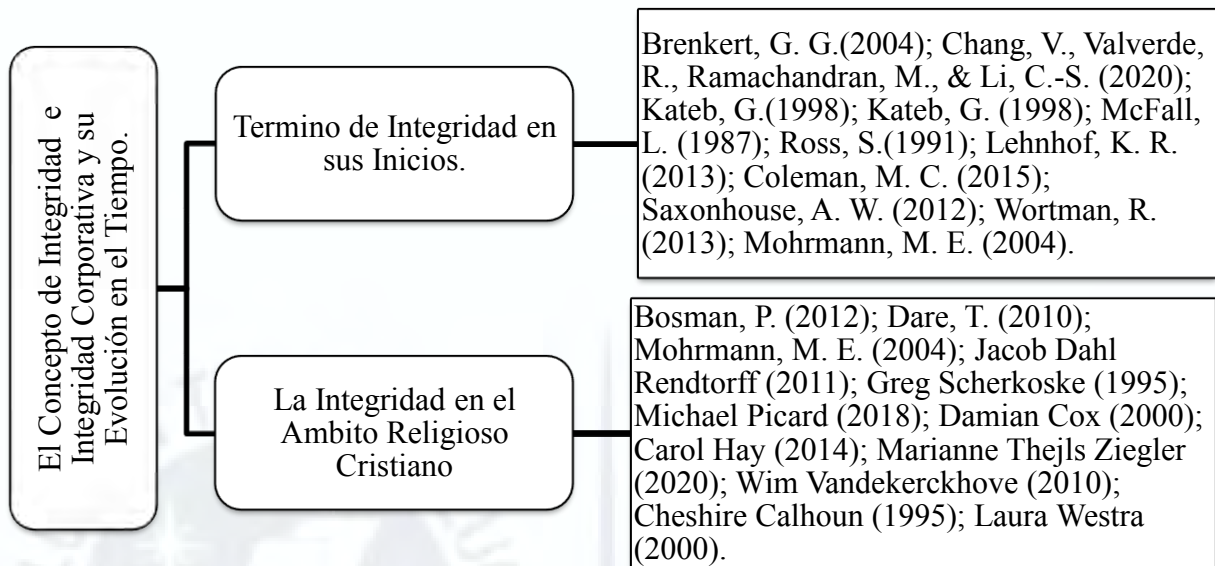 El Concepto de Integridad e
Integridad Corporativa y su
Evolución en el Tiempo.
Termino de Integridad en
sus Inicios.
Brenkert, G. G.(2004); Chang, V., Valverde,
R., Ramachandran, M., & Li, C.-S. (2020);
Kateb, G.(1998); Kateb, G. (1998); McFall,
L. (1987); Ross, S.(1991); Lehnhof, K. R.
(2013); Coleman, M. C. (2015);
Saxonhouse, A. W. (2012); Wortman, R.
(2013); Mohrmann, M. E. (2004).
La Integridad en el
Ambito Religioso
Cristiano
Bosman, P. (2012); Dare, T. (2010);
Mohrmann, M. E. (2004); Jacob Dahl
Rendtorff (2011); Greg Scherkoske (1995);
Michael Picard (2018); Damian Cox (2000);
Carol Hay (2014); Marianne Thejls Ziegler
(2020); Wim Vandekerckhove (2010);
Cheshire Calhoun (1995); Laura Westra
(2000).